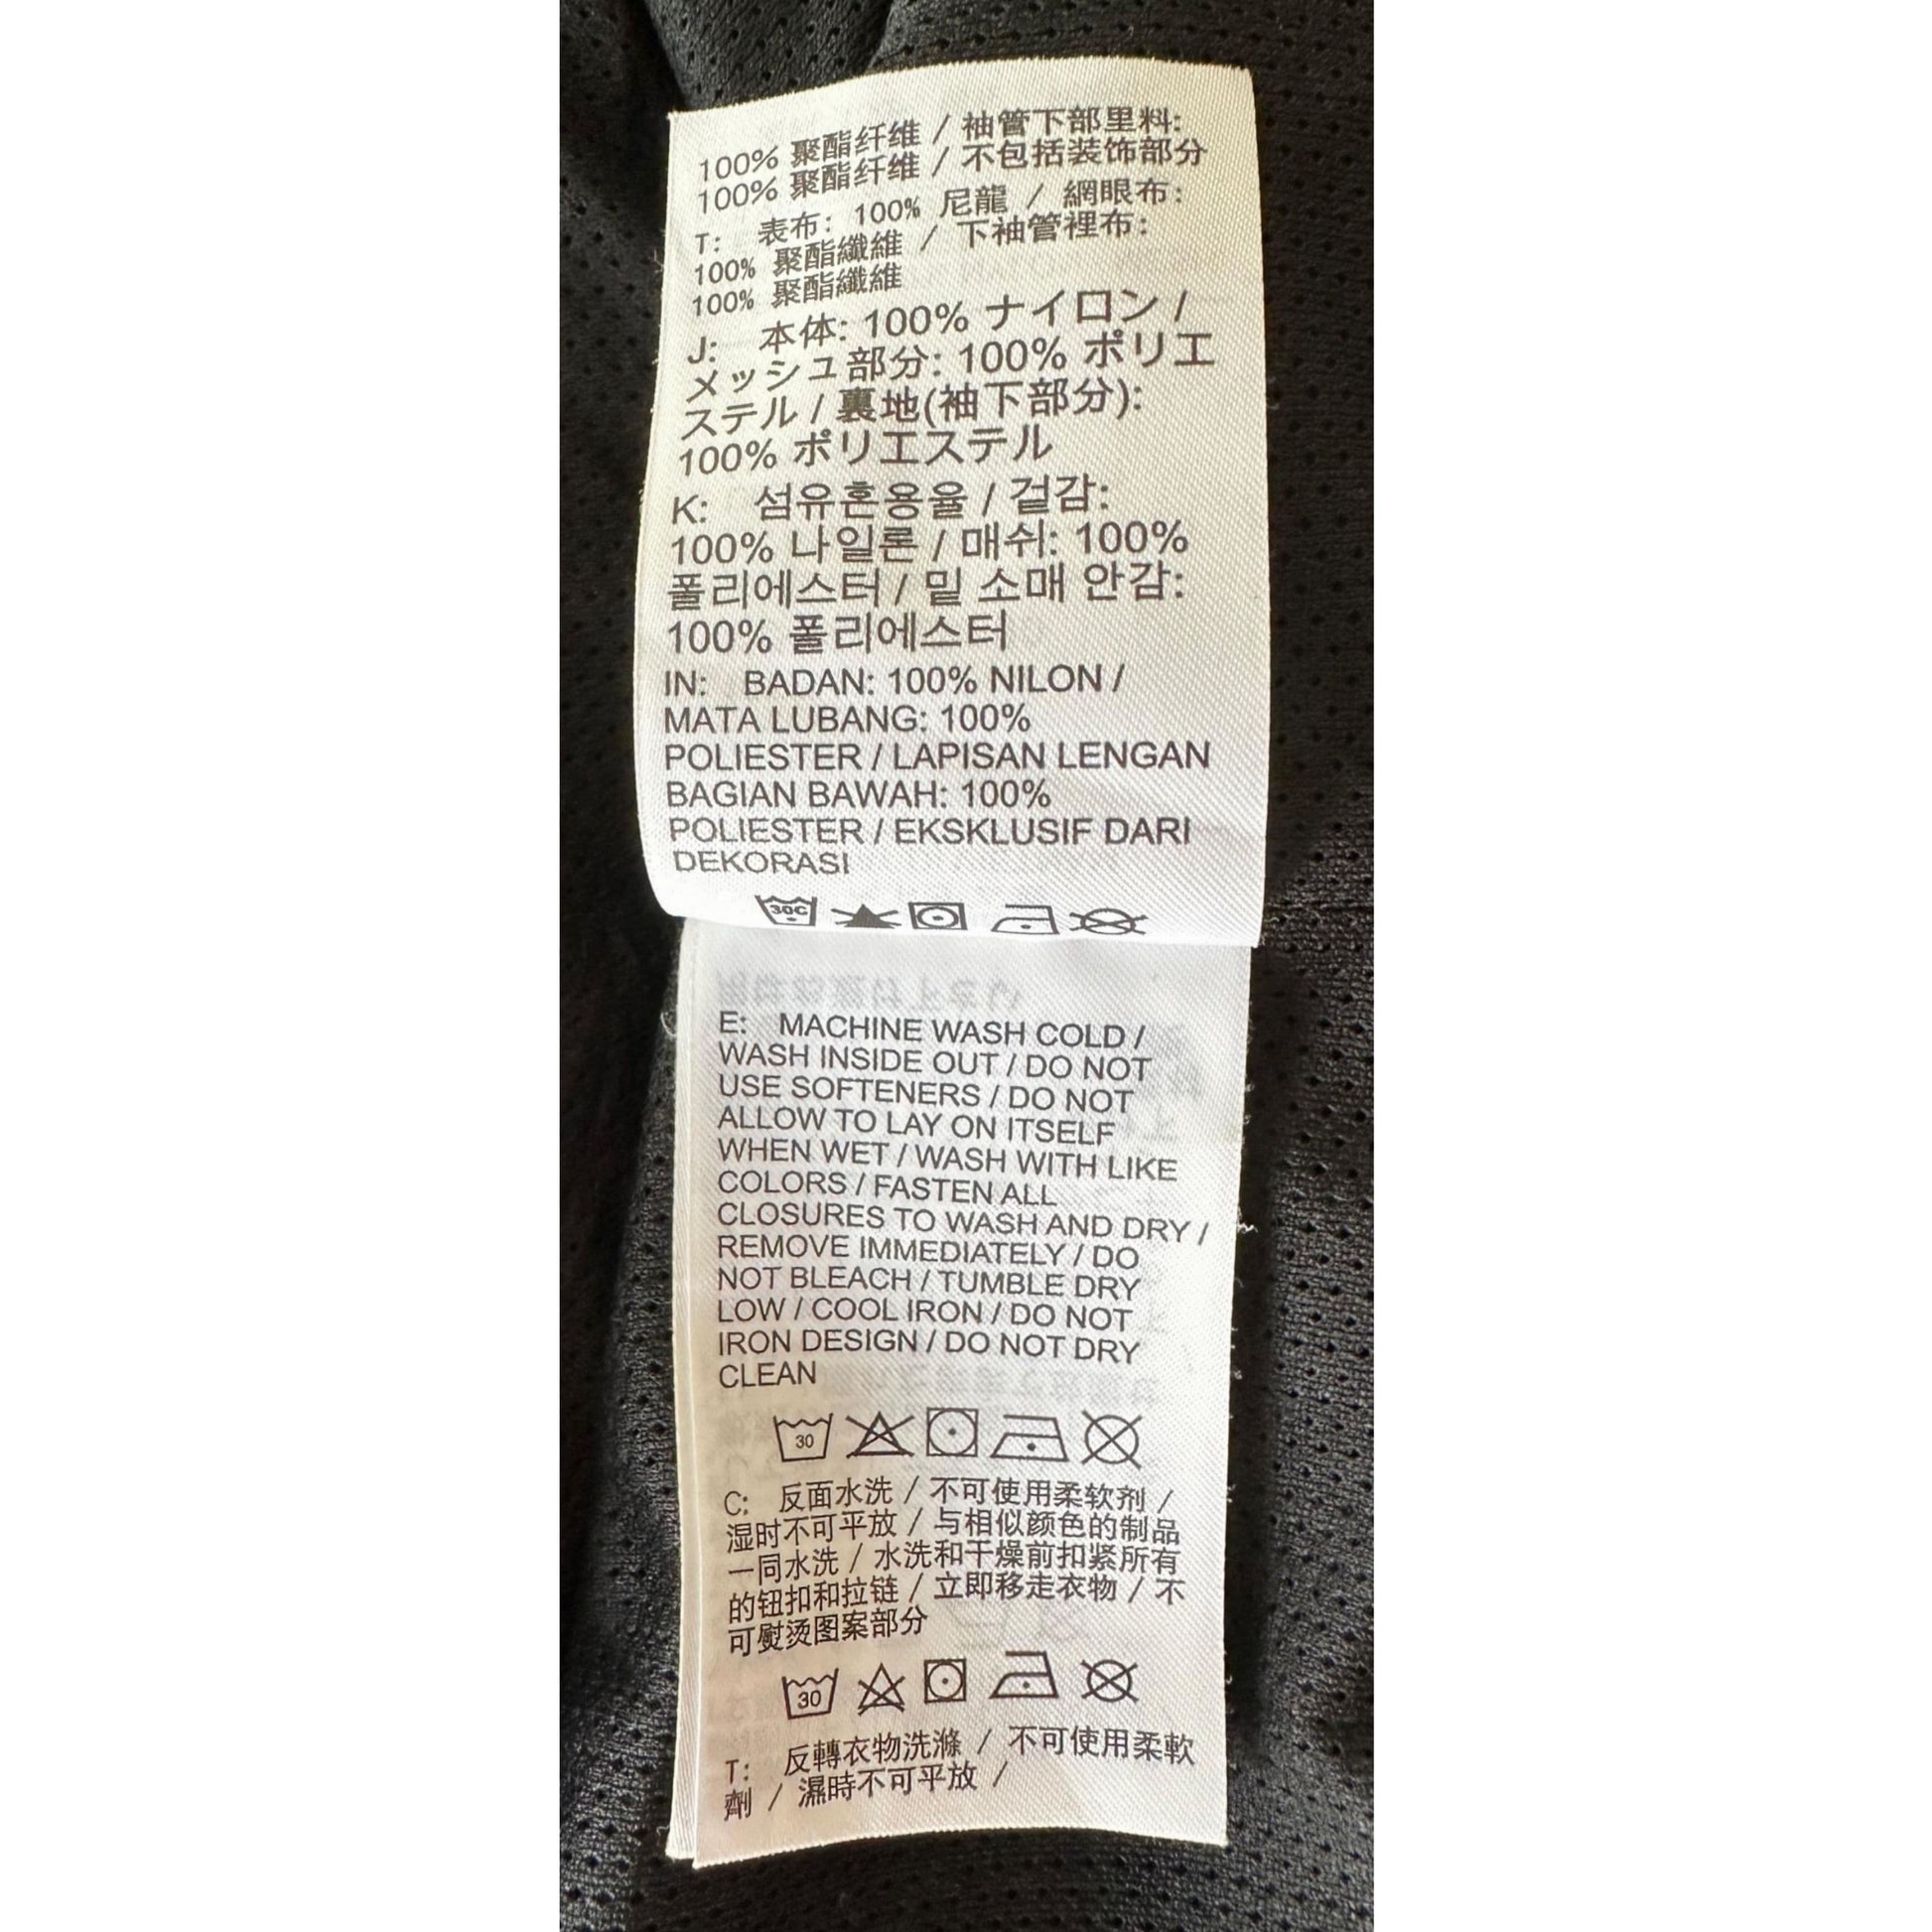 100% 聚酯纤维 / 袖管下部里料:
100% 聚酯纤维 / 不包括装饰部分
T: 表布: 100% 尼龍 / 網眼布:
100% 聚酯纖維 / 下袖管裡布:
100% 聚酯纖維
J: 本体: 100% ナイロン /
メッシュ部分: 100% ポリエ
ステル / 裏地(袖下部分):
100% ポリエステル
K: 섬유혼용율 / 겉감:
100% 나일론 / 매쉬: 100%
폴리에스터 / 밑 소매 안감:
100% 폴리에스터
IN: BADAN: 100% NILON /
MATA LUBANG: 100%
POLIESTER / LAPISAN LENGAN
BAGIAN BAWAH: 100%
POLIESTER / EKSKLUSIF DARI
DEKORASI
30C
E: MACHINE WASH COLD /
WASH INSIDE OUT / DO NOT
USE SOFTENERS / DO NOT
ALLOW TO LAY ON ITSELF
WHEN WET / WASH WITH LIKE
COLORS / FASTEN ALL
CLOSURES TO WASH AND DRY /
REMOVE IMMEDIATELY / DO
NOT BLEACH / TUMBLE DRY
LOW / COOL IRON / DO NOT
IRON DESIGN / DO NOT DRY
CLEAN
30
C: 反面水洗 / 不可使用柔软剂 /
湿时不可平放 / 与相似颜色的制品
一同水洗 / 水洗和干燥前扣紧所有
的钮扣和拉链 / 立即移走衣物 / 不
可熨烫图案部分
30
T: 反轉衣物洗滌 / 不可使用柔軟
劑 / 濕時不可平放 /